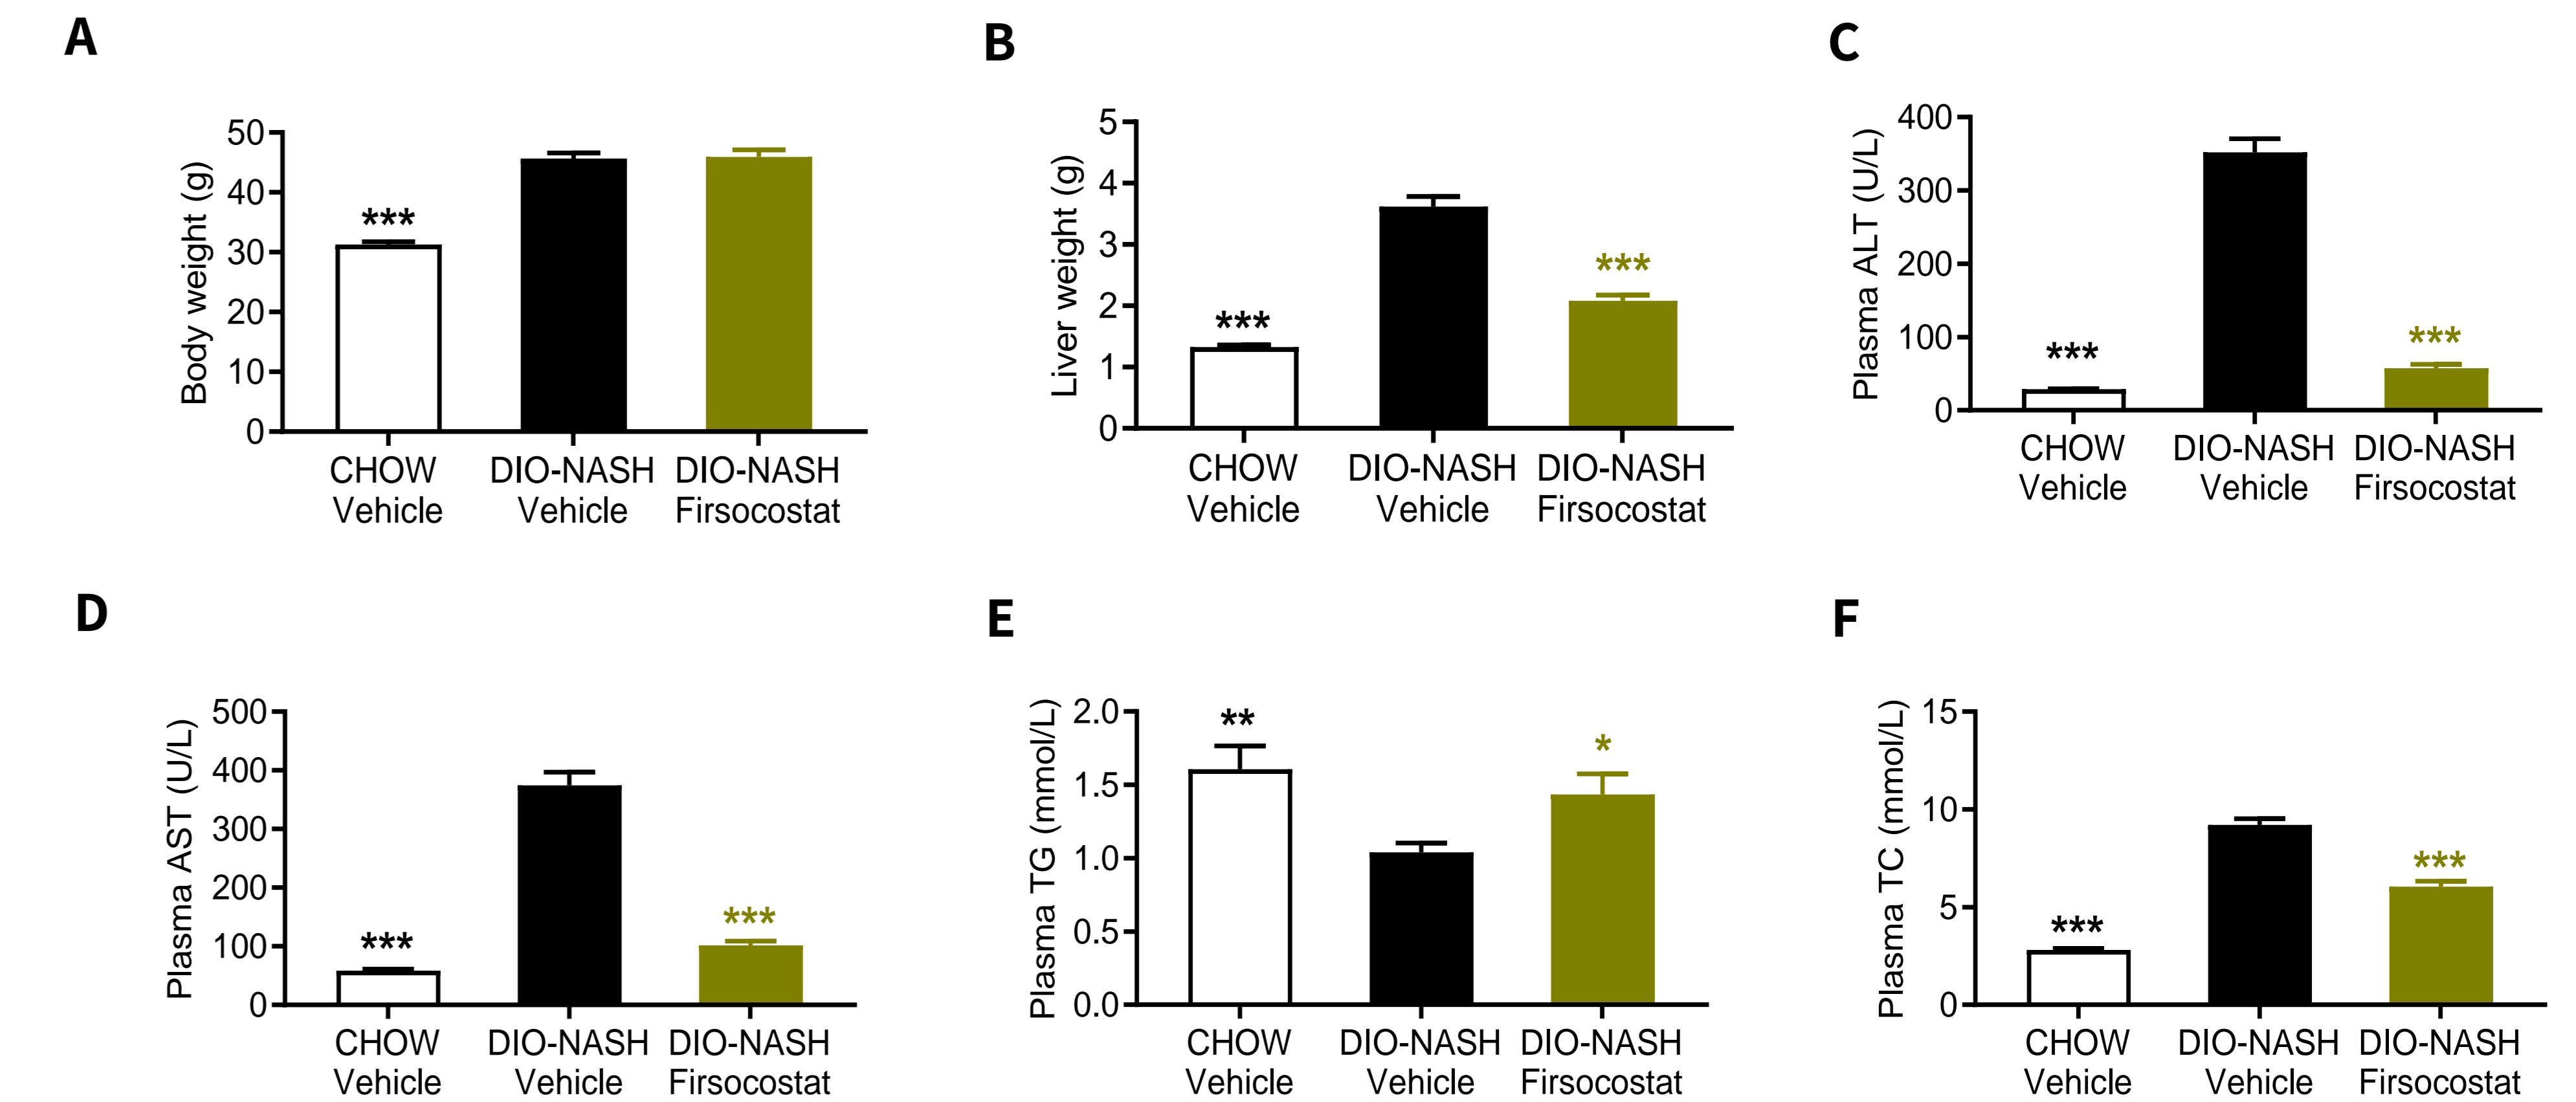 A
Body weight (g)
50
40
30
20
10
0
***
CHOW
Vehicle
DIO-NASH
Vehicle
DIO-NASH
Firsocostat
B
Liver weight (g)
5
4
3
2
1
0
***
***
CHOW
Vehicle
DIO-NASH
Vehicle
DIO-NASH
Firsocostat
C
Plasma ALT (U/L)
400
300
200
100
0
***
***
CHOW
Vehicle
DIO-NASH
Vehicle
DIO-NASH
Firsocostat
D
Plasma AST (U/L)
500
400
300
200
100
0
***
***
CHOW
Vehicle
DIO-NASH
Vehicle
DIO-NASH
Firsocostat
E
Plasma TG (mmol/L)
2.0
1.5
1.0
0.5
0.0
**
*
CHOW
Vehicle
DIO-NASH
Vehicle
DIO-NASH
Firsocostat
F
Plasma TC (mmol/L)
15
10
5
0
***
***
CHOW
Vehicle
DIO-NASH
Vehicle
DIO-NASH
Firsocostat